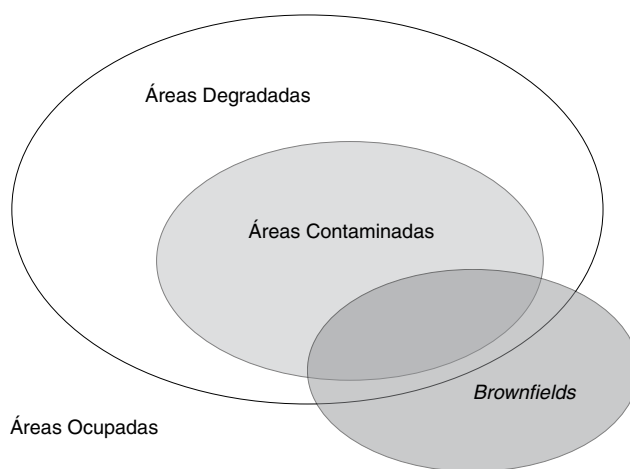 Áreas Degradadas
Áreas Contaminadas
Brownfields
Áreas Ocupadas